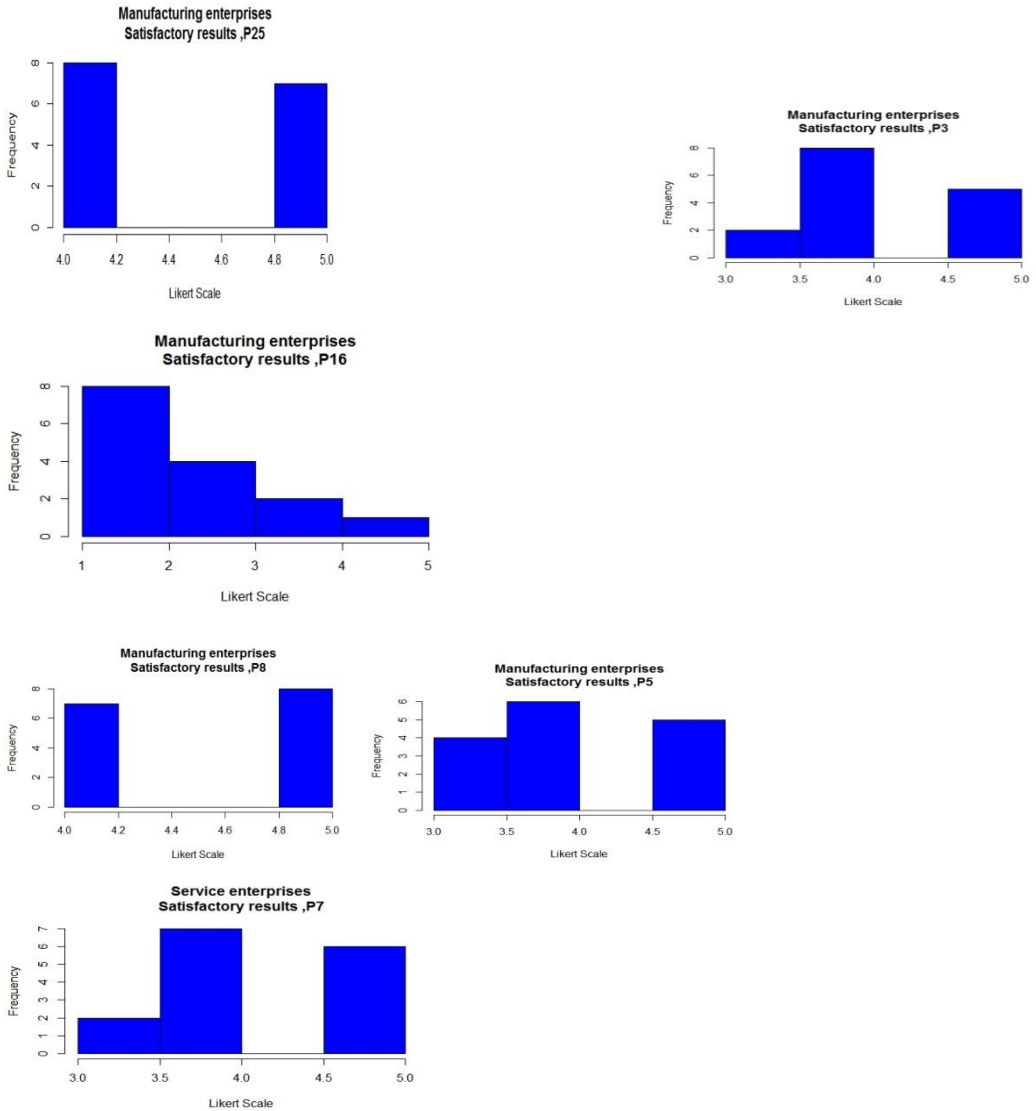 Manufacturing enterprises
Satisfactory results ,P25
Frequency
8
6
4
2
0
4.0 4.2 4.4 4.6 4.8 5.0
Likert Scale
Manufacturing enterprises
Satisfactory results ,P3
Frequency
8
6
4
2
0
3.0 3.5 4.0 4.5 5.0
Likert Scale
Manufacturing enterprises
Satisfactory results ,P16
Frequency
8
6
4
2
0
1 2 3 4 5
Likert Scale
Manufacturing enterprises
Satisfactory results ,P8
Frequency
8
6
4
2
0
4.0 4.2 4.4 4.6 4.8 5.0
Likert Scale
Manufacturing enterprises
Satisfactory results ,P5
Frequency
6
5
4
3
2
1
0
3.0 3.5 4.0 4.5 5.0
Likert Scale
Service enterprises
Satisfactory results ,P7
Frequency
7
6
5
4
3
2
1
0
3.0 3.5 4.0 4.5 5.0
Likert Scale